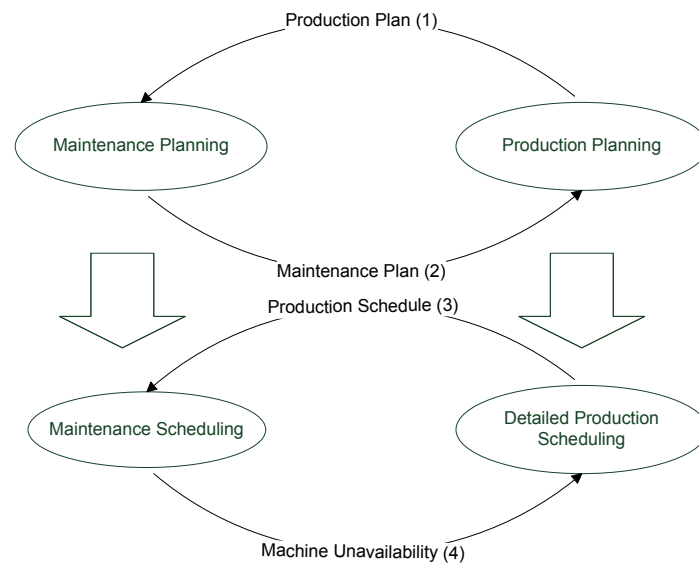 Production Plan (1)
Maintenance Planning
Production Planning
Maintenance Plan (2)
Production Schedule (3)
Maintenance Scheduling
Detailed Production
Scheduling
Machine Unavailability (4)